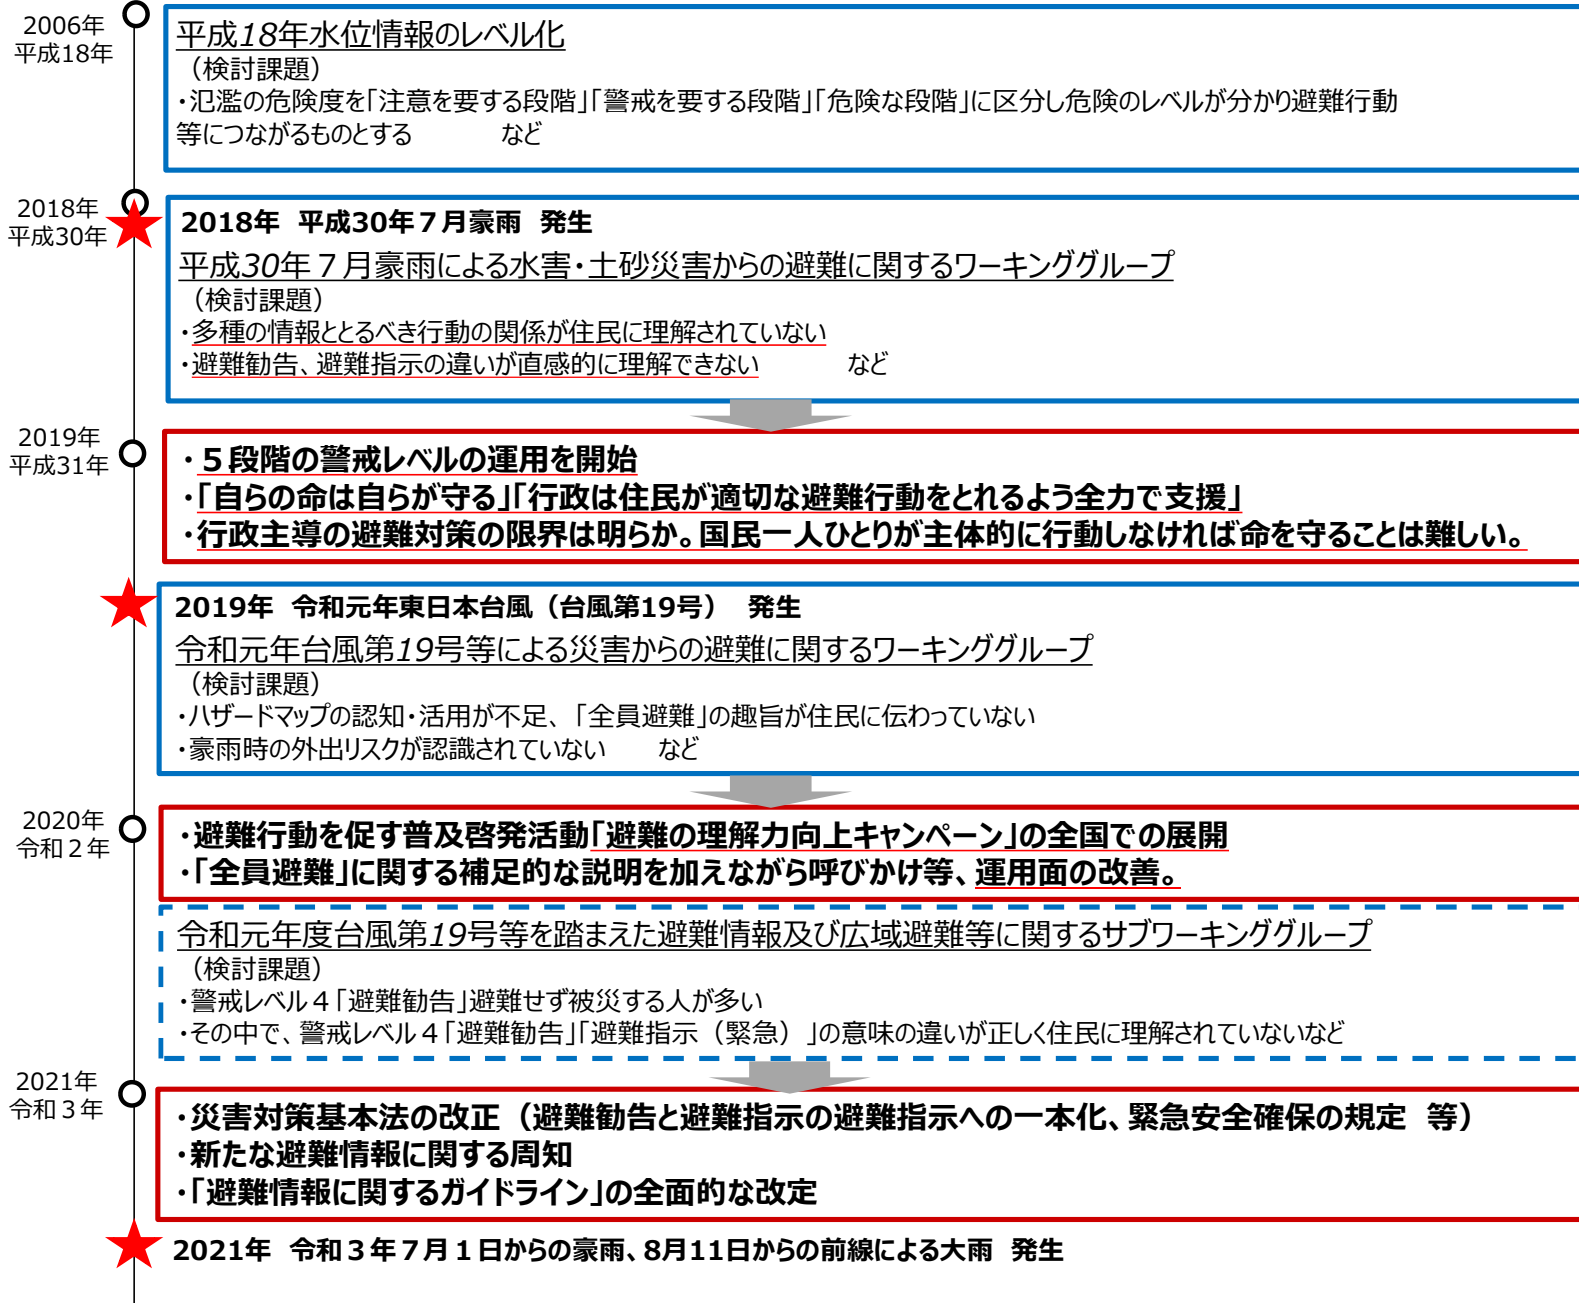 2006年
平成18年
平成18年水位情報のレベル化
（検討課題）
・氾濫の危険度を「注意を要する段階」「警戒を要する段階」「危険な段階」に区分し危険のレベルが分かり避難行動
等につながるものとする　　　など
2018年
平成30年
2018年 平成30年７月豪雨 発生
平成30年７月豪雨による水害・土砂災害からの避難に関するワーキンググループ
（検討課題）
・多種の情報ととるべき行動の関係が住民に理解されていない
・避難勧告、避難指示の違いが直感的に理解できない　　　など
2019年
平成31年
・５段階の警戒レベルの運用を開始
・「自らの命は自らが守る」「行政は住民が適切な避難行動をとれるよう全力で支援」
・行政主導の避難対策の限界は明らか。国民一人ひとりが主体的に行動しなければ命を守ることは難しい。
2019年 令和元年東日本台風（台風第19号） 発生
令和元年台風第19号等による災害からの避難に関するワーキンググループ
（検討課題）
・ハザードマップの認知・活用が不足、「全員避難」の趣旨が住民に伝わっていない
・豪雨時の外出リスクが認識されていない　　など
2020年
令和２年
・避難行動を促す普及啓発活動「避難の理解力向上キャンペーン」の全国での展開
・「全員避難」に関する補足的な説明を加えながら呼びかけ等、運用面の改善。
令和元年度台風第19号等を踏まえた避難情報及び広域避難等に関するサブワーキンググループ
（検討課題）
・警戒レベル４「避難勧告」避難せず被災する人が多い
・その中で、警戒レベル４「避難勧告」「避難指示（緊急）」の意味の違いが正しく住民に理解されていないなど
2021年
令和３年
・災害対策基本法の改正（避難勧告と避難指示の避難指示への一本化、緊急安全確保の規定 等）
・新たな避難情報に関する周知
・「避難情報に関するガイドライン」の全面的な改定
2021年 令和３年７月１日からの豪雨、8月11日からの前線による大雨 発生